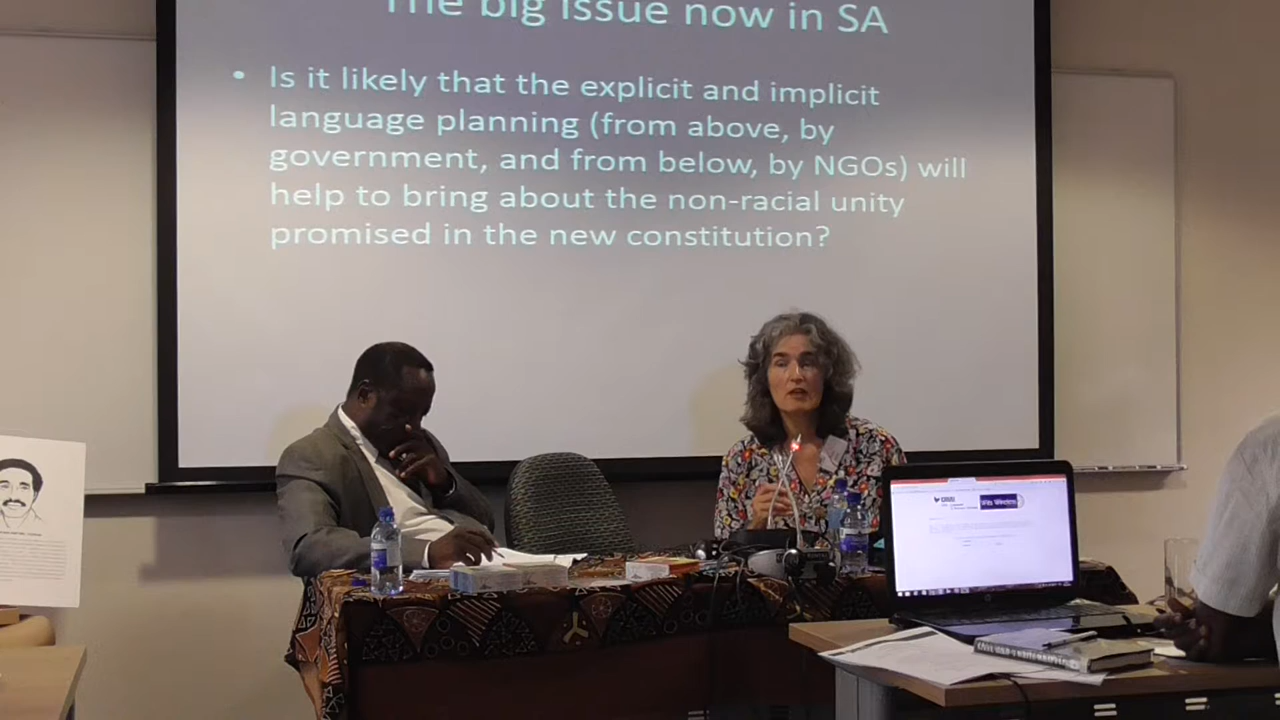 The big issue now in SA
• Is it likely that the explicit and implicit
language planning (from above, by
government, and from below, by NGOs) will
help to bring about the non-racial unity
promised in the new constitution?